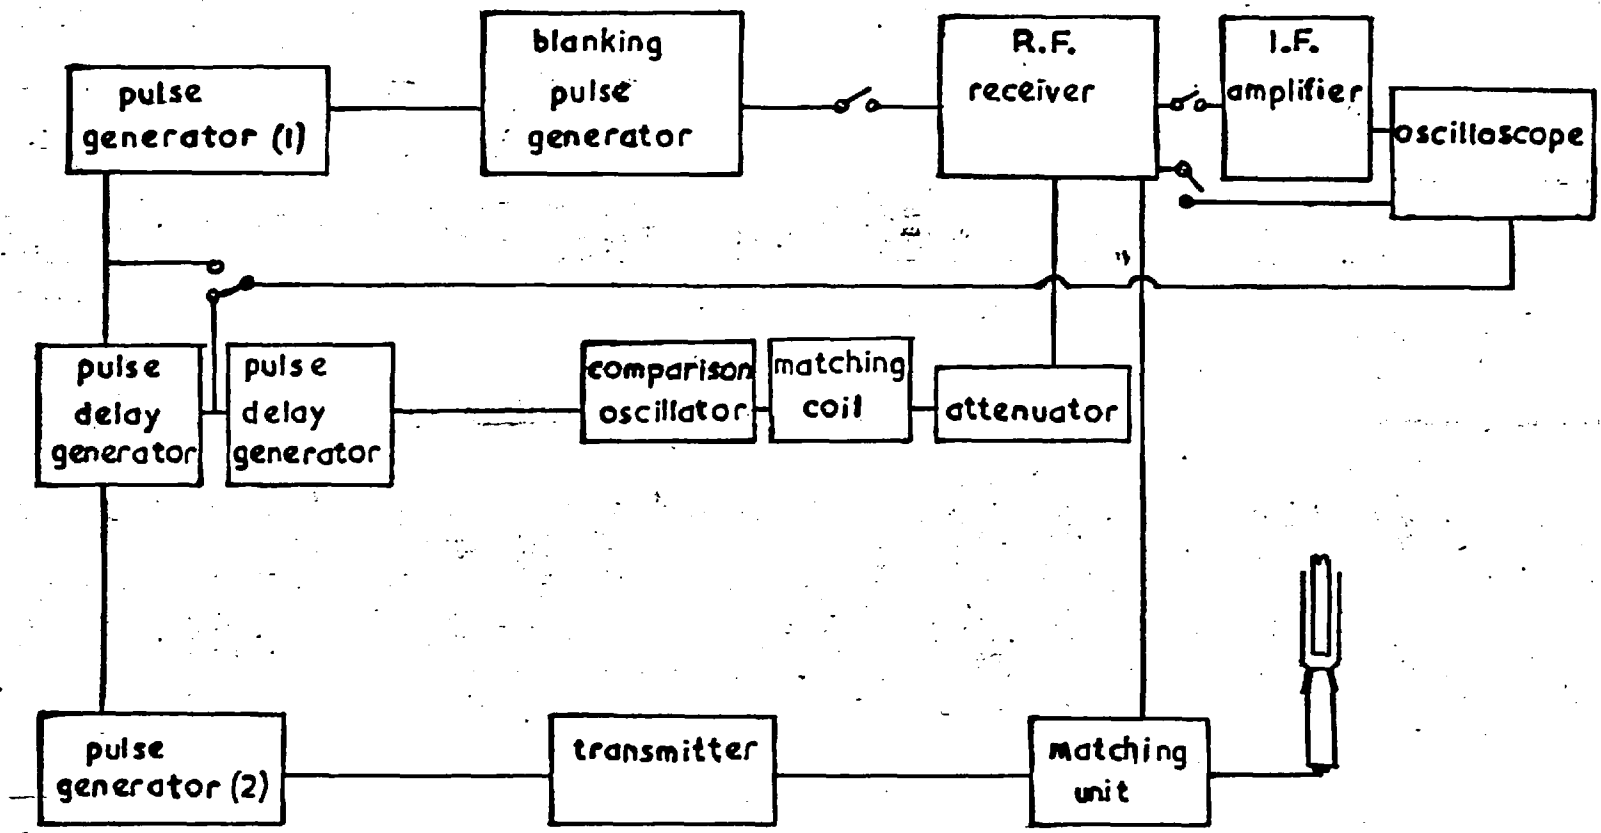 pulse
generator (1)
blanking
pulse
generator
R.F.
receiver
I.F.
amplifier
oscilloscope
pulse
delay
generator
pulse
delay
generator
comparison
oscillator
matching
coil
attenuator
pulse
generator (2)
transmitter
matching
unit